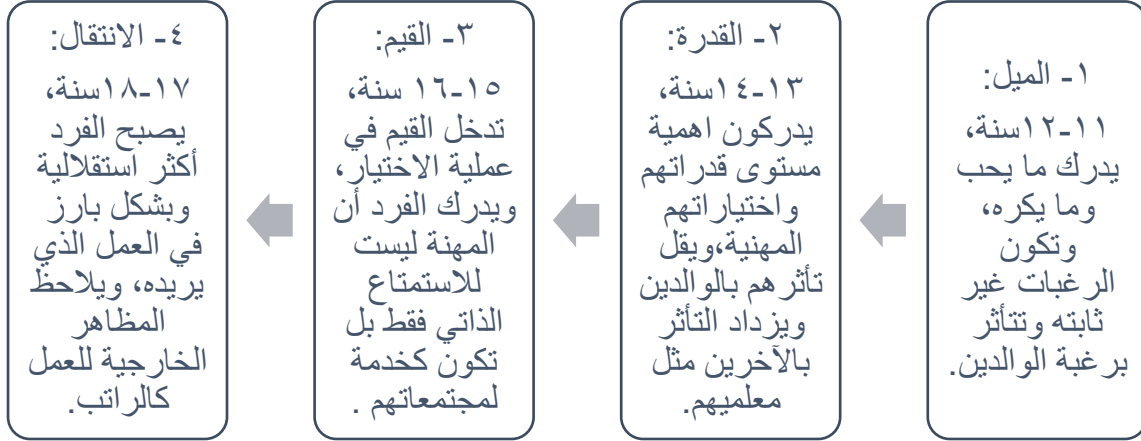 ١- الميل:
١١-١٢سنة،
يدرك ما يحب
وما يكره،
وتكون
الرغبات غير
ثابته وتتأثر
برغبة الوالدين.
٢- القدرة:
١٣-١٤سنة،
يدركون اهمية
مستوى قدراتهم
واختياراتهم
المهنية،ويقل
تأثرهم بالوالدين
ويزداد التأثر
بالآخرين مثل
معلميهم.
٣- القيم:
١٥-١٦ سنة،
تدخل القيم في
عملية الاختيار،
ويدرك الفرد أن
المهنة ليست
للاستمتاع
الذاتي فقط بل
تكون كخدمة
لمجتمعاتهم .
٤- الانتقال:
١٧-١٨سنة،
يصبح الفرد
أكثر استقلالية
وبشكل بارز
في العمل الذي
يريده، ويلاحظ
المظاهر
الخارجية للعمل
كالراتب.